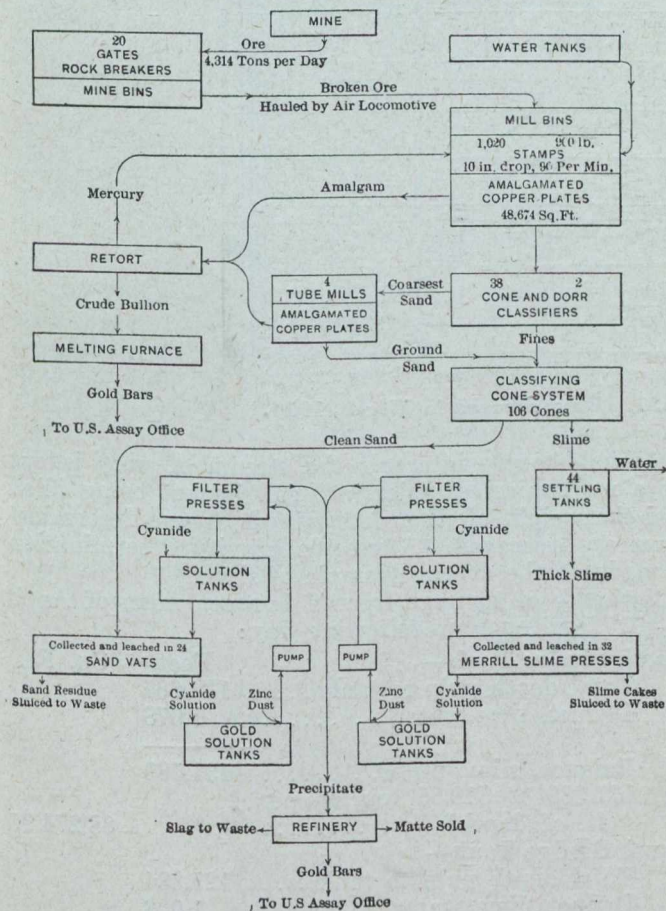 MINE
20
GATES
ROCK BREAKERS
MINE BINS
Ore
4,314 Tons per Day
WATER TANKS
Broken Ore
Hauled by Air Locomotive
MILL BINS
1,020 900 lb.
STAMPS
10 in. drop, 90 Per Min.
AMALGAMATED
COPPER PLATES
48,674 Sq.Ft.
Mercury
Amalgam
RETORT
4
TUBE MILLS
AMALGAMATED
COPPER PLATES
Coarsest
Sand
38 2
CONE AND DORR
CLASSIFIERS
Crude Bullion
Fines
MELTING FURNACE
Ground
Sand
CLASSIFYING
CONE SYSTEM
106 Cones
Gold Bars
To U.S. Assay Office
Clean Sand
Slime
Water
44
SETTLING
TANKS
FILTER
PRESSES
FILTER
PRESSES
Cyanide
Cyanide
SOLUTION
TANKS
SOLUTION
TANKS
Thick Slime
Collected and leached in 24
SAND VATS
PUMP
PUMP
Collected and leached in 32
MERRILL SLIME PRESSES
Sand Residue
Sluiced to Waste
Cyanide
Solution
Zinc
Dust
Zinc
Dust
Cyanide
Solution
Slime Cakes
Sluiced to Waste
GOLD
SOLUTION
TANKS
GOLD
SOLUTION
TANKS
Precipitate
Slag to Waste
REFINERY
Matte Sold
Gold Bars
To U.S Assay Office